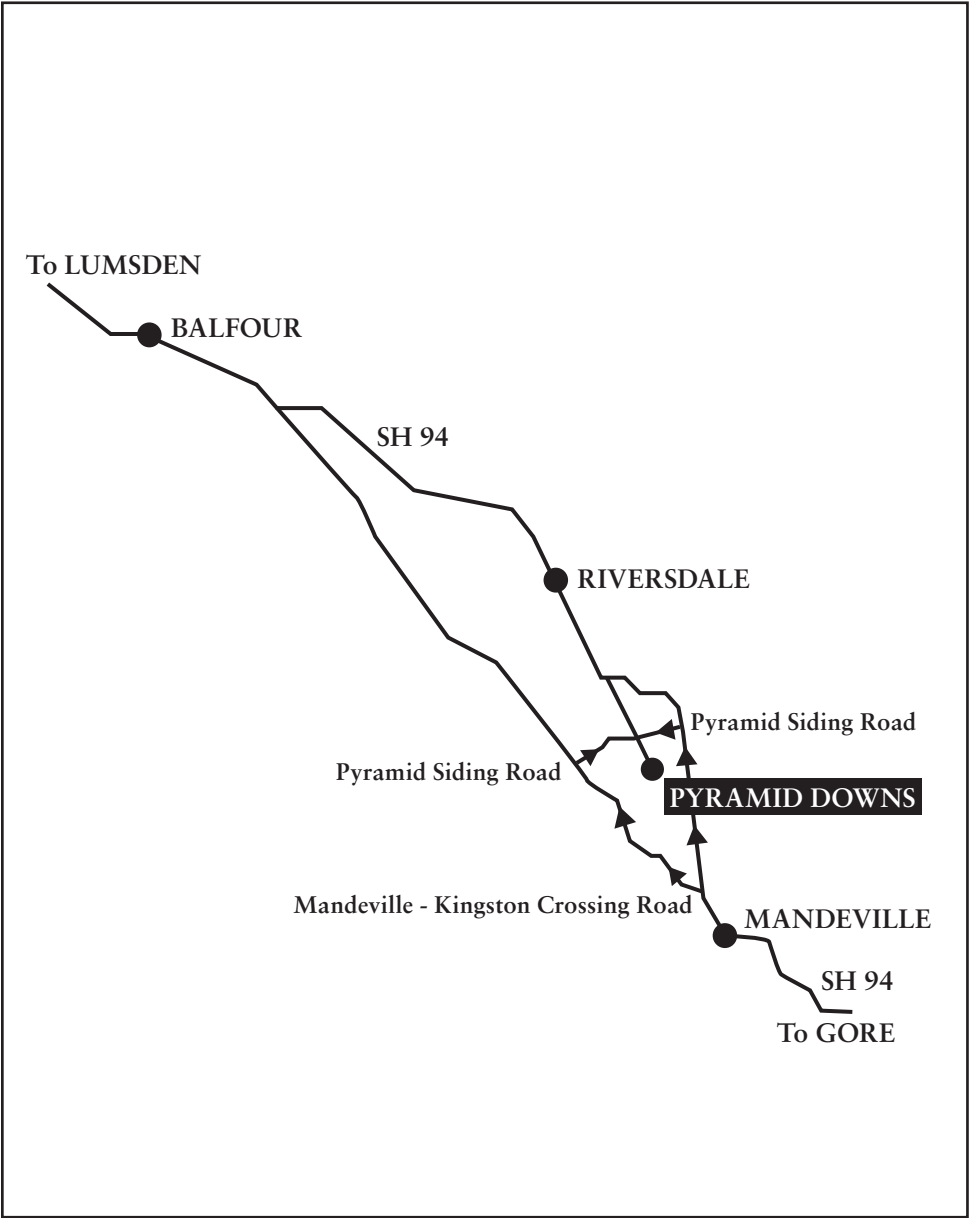 To LUMSDEN
BALFOUR
SH 94
RIVERSDALE
Pyramid Siding Road
Pyramid Siding Road
PYRAMID DOWNS
Mandeville - Kingston Crossing Road
MANDEVILLE
SH 94
To GORE